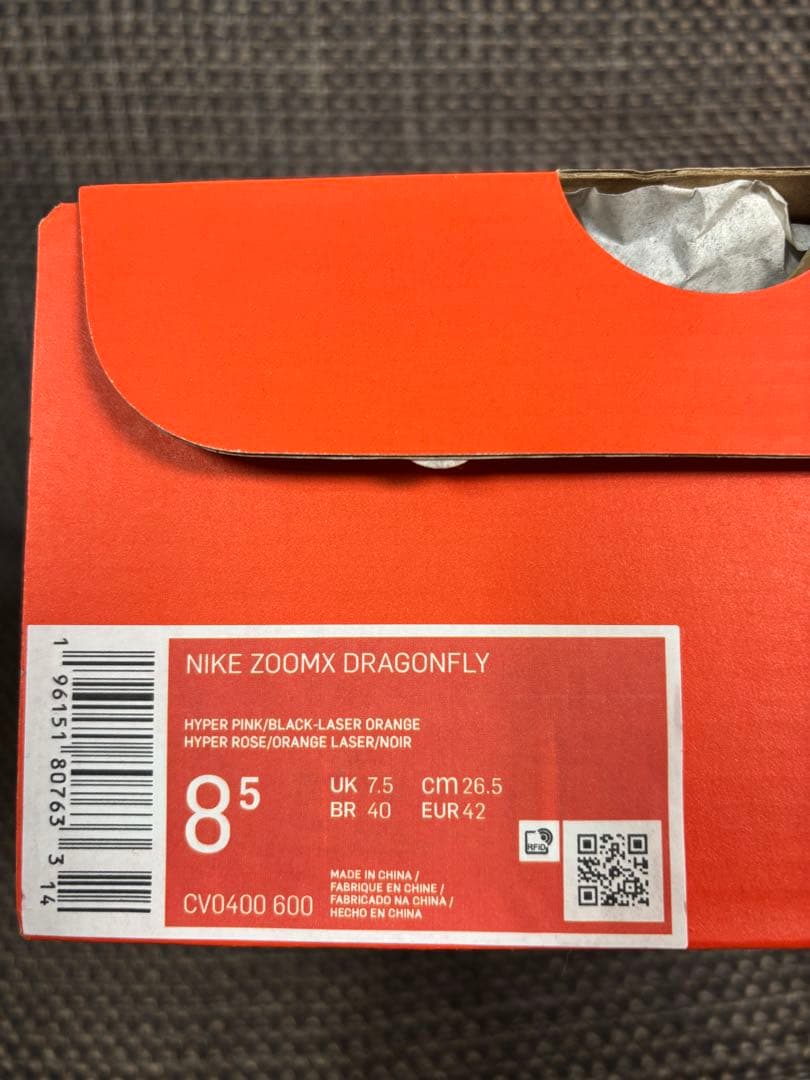 NIKE ZOOMX DRAGONFLY
HYPER PINK/BLACK-LASER ORANGE
HYPER ROSE/ORANGE LASER/NOIR
8⁵
UK 7.5 cm 26.5
BR 40 EUR 42
RFID
CV0400 600
MADE IN CHINA /
FABRIQUE EN CHINE /
FABRICADO NA CHINA /
HECHO EN CHINA
1 96151 80763 3 14